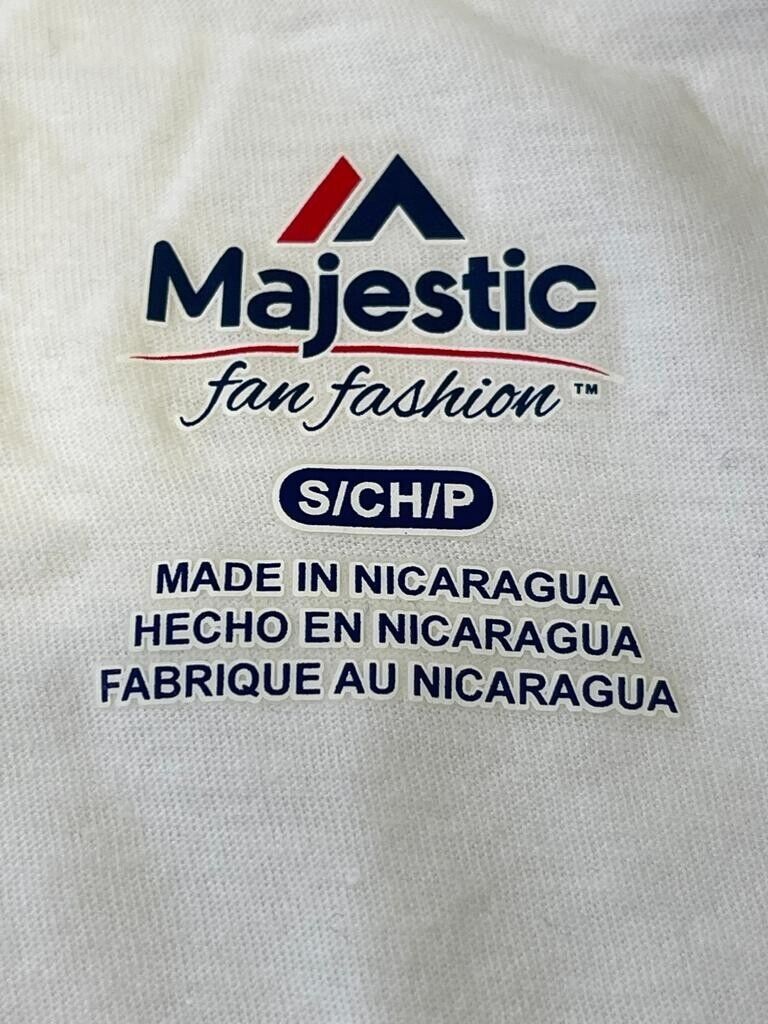 Majestic
fan fashion™
S/CH/P
MADE IN NICARAGUA
HECHO EN NICARAGUA
FABRIQUE AU NICARAGUA